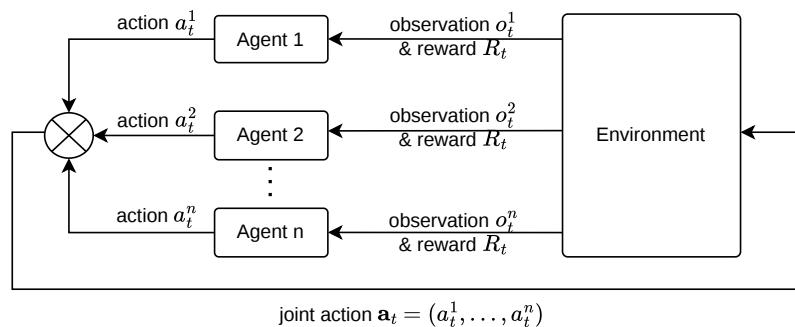 action $a_t^1$ Agent 1 observation $o_t^1$
& reward $R_t$
action $a_t^2$ Agent 2 observation $o_t^2$
& reward $R_t$
Environment
action $a_t^n$ Agent n observation $o_t^n$
& reward $R_t$
joint action $\mathbf{a}_t = (a_t^1, \ldots, a_t^n)$